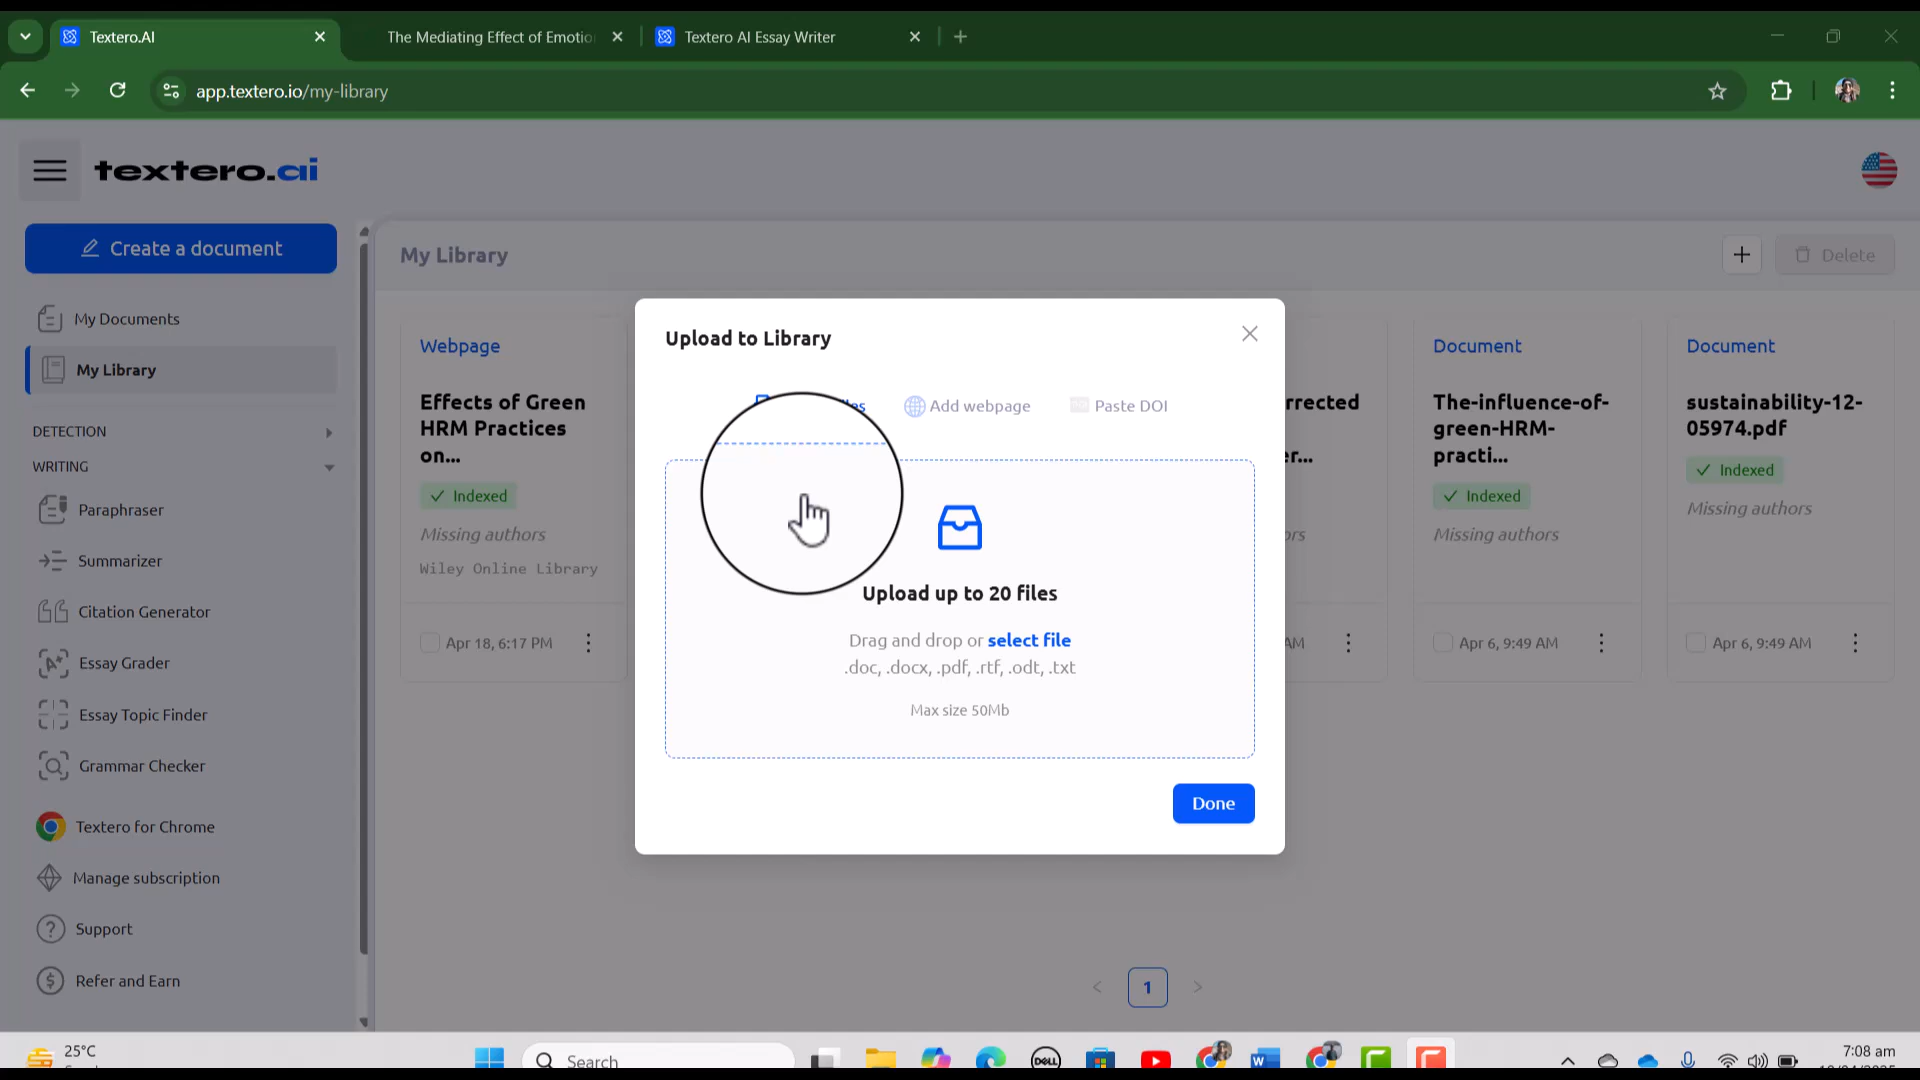 Textero.AI
The Mediating Effect of Emotio
Textero AI Essay Writer
app.textero.io/my-library
textero.ai
Create a document
My Documents
My Library
DETECTION
WRITING
Paraphraser
Summarizer
Citation Generator
Essay Grader
Essay Topic Finder
Grammar Checker
Textero for Chrome
Manage subscription
Support
Refer and Earn
My Library
Delete
Webpage
Effects of Green
HRM Practices
on...
Indexed
Missing authors
Wiley Online Library
Apr 18, 6:17 PM
Upload to Library
Add webpage
Paste DOI
Upload up to 20 files
Drag and drop or select file
.doc, .docx, .pdf, .rtf, .odt, .txt
Max size 50Mb
Done
AM
Document
The-influence-of-
green-HRM-
practi...
Indexed
Missing authors
Apr 6, 9:49 AM
Document
sustainability-12-
05974.pdf
Indexed
Missing authors
Apr 6, 9:49 AM
1
25°C
Search
DELL
7:08 am